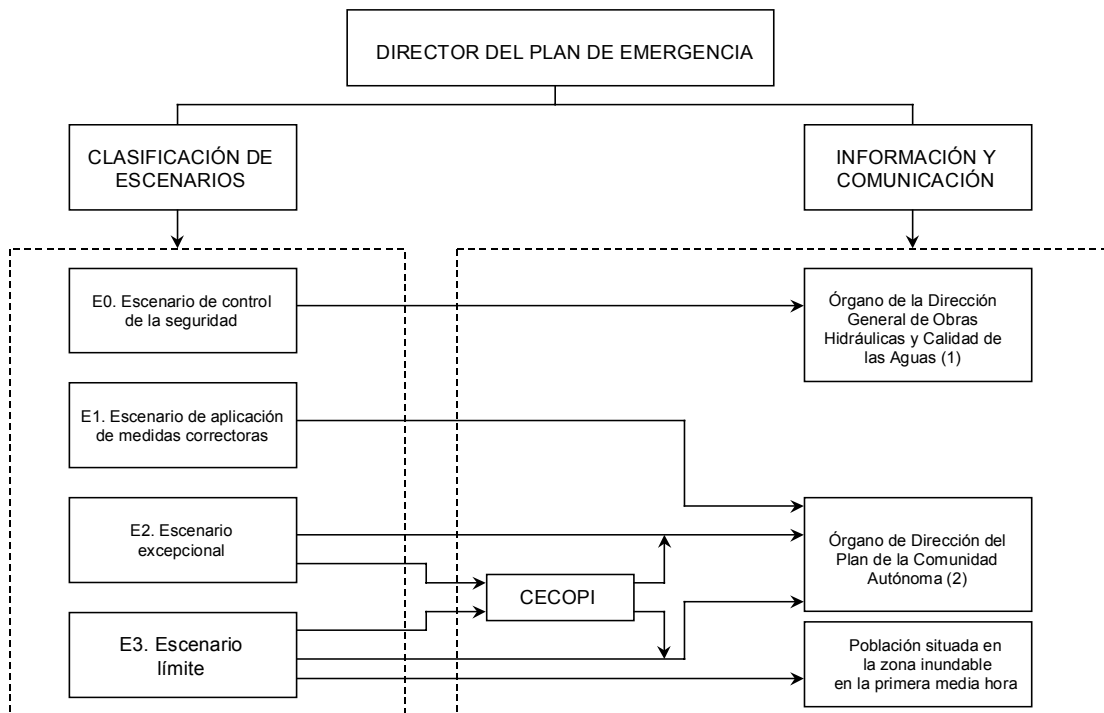 DIRECTOR DEL PLAN DE EMERGENCIA
CLASIFICACIÓN DE
ESCENARIOS
INFORMACIÓN Y
COMUNICACIÓN
E0. Escenario de control
de la seguridad
Órgano de la Dirección
General de Obras
Hidráulicas y Calidad de
las Aguas (1)
E1. Escenario de aplicación
de medidas correctoras
E2. Escenario
excepcional
Órgano de Dirección del
Plan de la Comunidad
Autónoma (2)
CECOPI
E3. Escenario
límite
Población situada en
la zona inundable
en la primera media hora